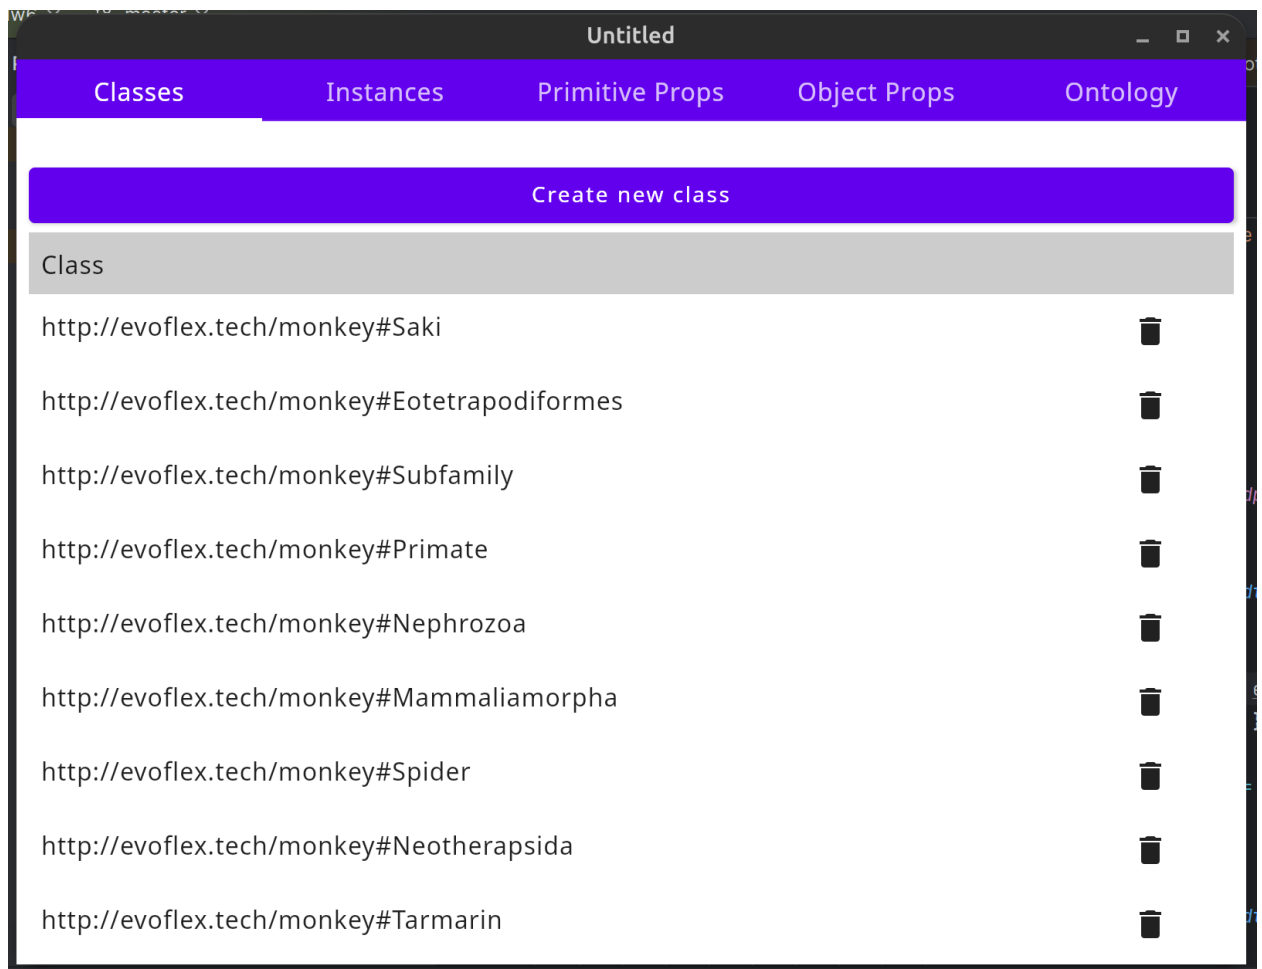 Untitled
Classes Instances Primitive Props Object Props Ontology
Create new class
Class
http://evoflex.tech/monkey#Saki
http://evoflex.tech/monkey#Eotetrapodiformes
http://evoflex.tech/monkey#Subfamily
http://evoflex.tech/monkey#Primate
http://evoflex.tech/monkey#Nephrozoa
http://evoflex.tech/monkey#Mammaliamorpha
http://evoflex.tech/monkey#Spider
http://evoflex.tech/monkey#Neotherapsida
http://evoflex.tech/monkey#Tarmarin